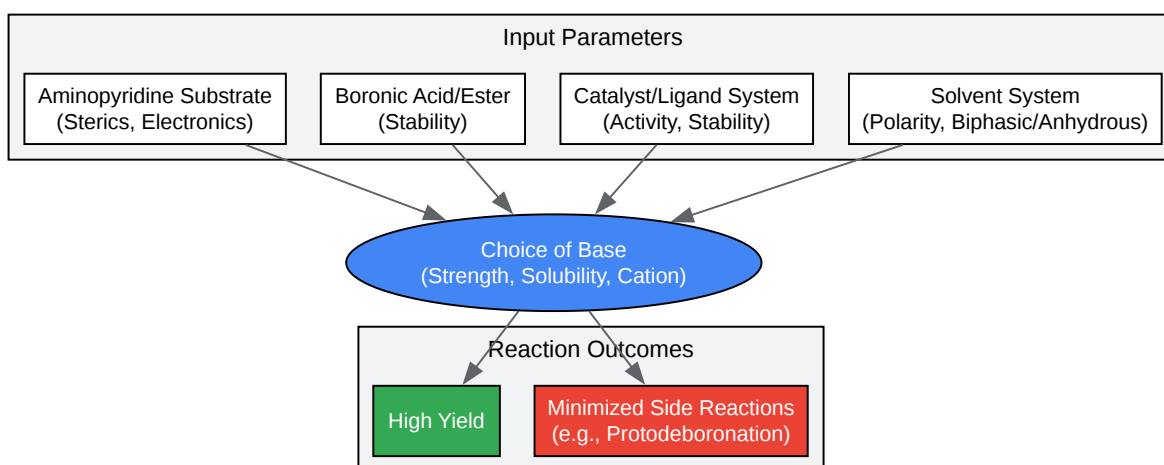 Input Parameters
Aminopyridine Substrate
(Sterics, Electronics)
Boronic Acid/Ester
(Stability)
Catalyst/Ligand System
(Activity, Stability)
Solvent System
(Polarity, Biphasic/Anhydrous)
Choice of Base
(Strength, Solubility, Cation)
Reaction Outcomes
High Yield
Minimized Side Reactions
(e.g., Protodeboronation)